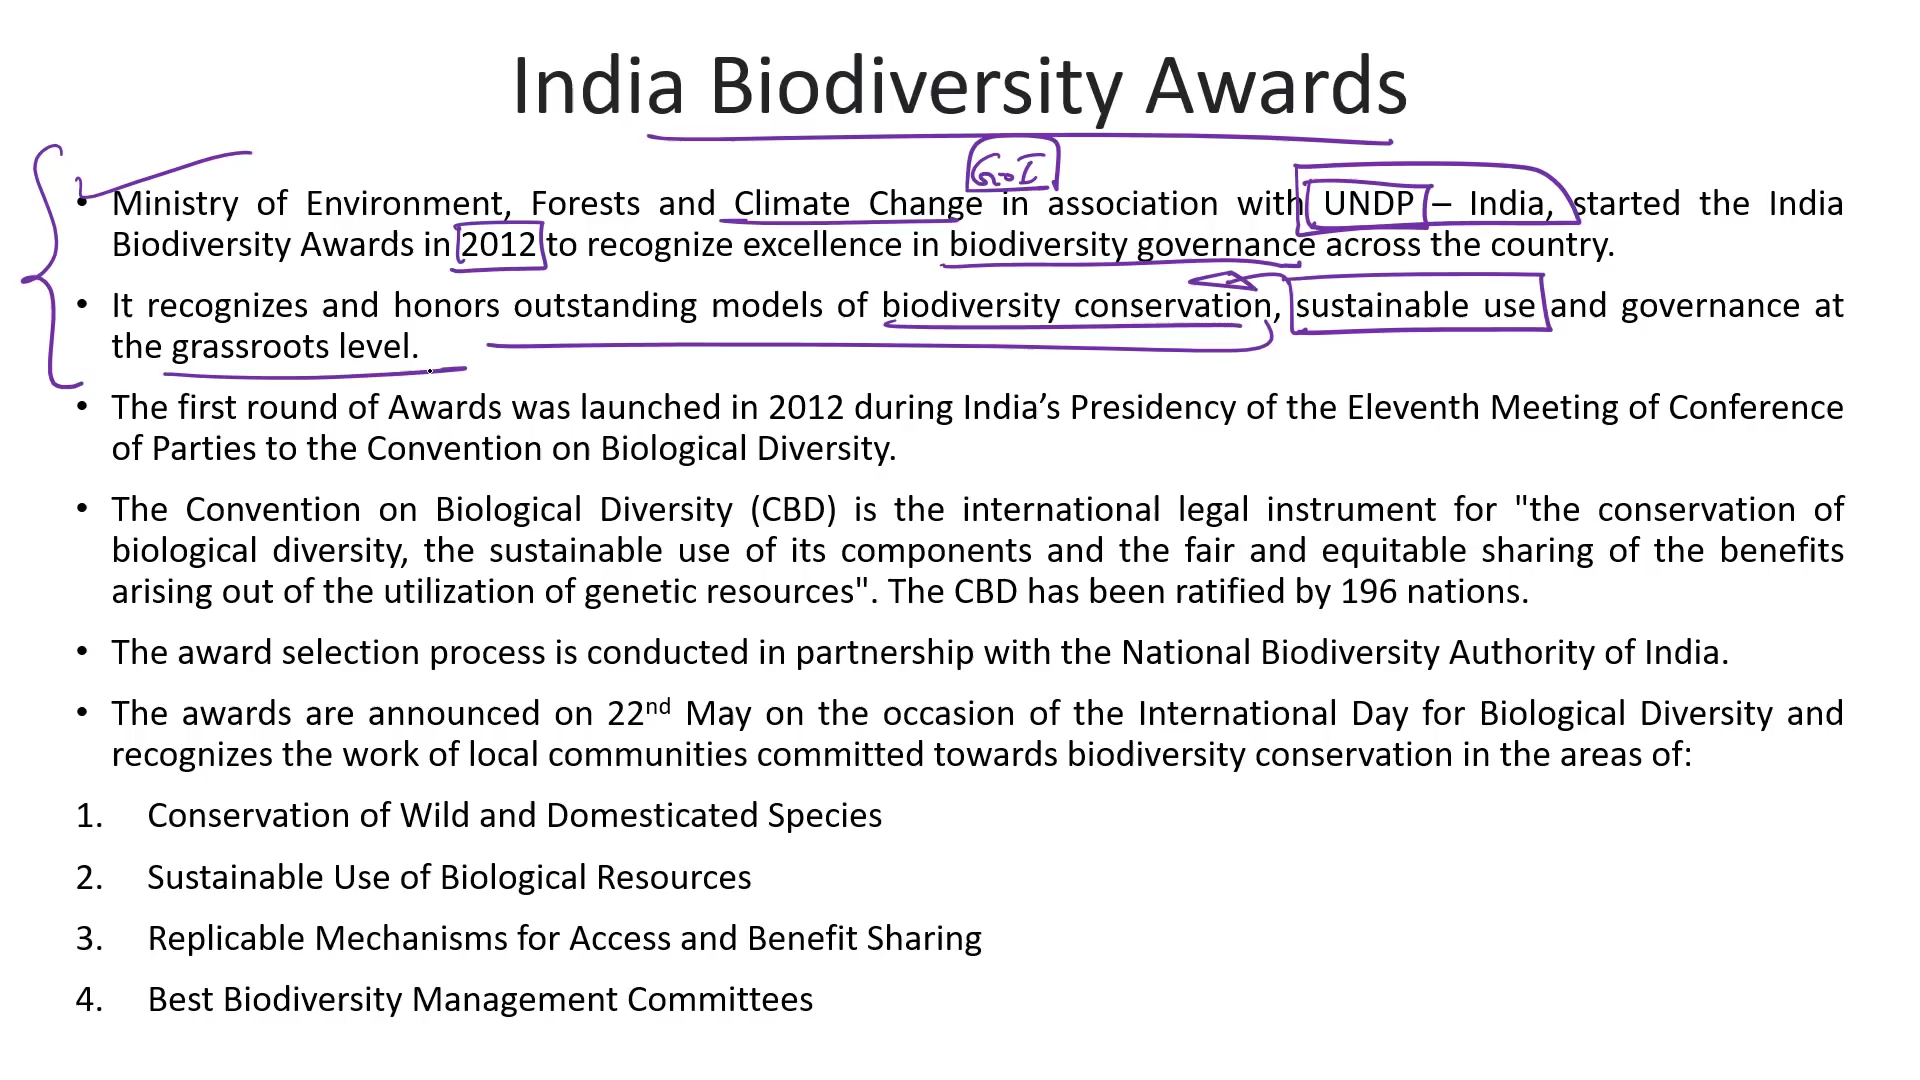 India Biodiversity Awards
GoI
• Ministry of Environment, Forests and Climate Change in association with UNDP – India, started the India
Biodiversity Awards in 2012 to recognize excellence in biodiversity governance across the country.
• It recognizes and honors outstanding models of biodiversity conservation, sustainable use and governance at
the grassroots level.
• The first round of Awards was launched in 2012 during India’s Presidency of the Eleventh Meeting of Conference
of Parties to the Convention on Biological Diversity.
• The Convention on Biological Diversity (CBD) is the international legal instrument for "the conservation of
biological diversity, the sustainable use of its components and the fair and equitable sharing of the benefits
arising out of the utilization of genetic resources". The CBD has been ratified by 196 nations.
• The award selection process is conducted in partnership with the National Biodiversity Authority of India.
• The awards are announced on 22nd May on the occasion of the International Day for Biological Diversity and
recognizes the work of local communities committed towards biodiversity conservation in the areas of:
1. Conservation of Wild and Domesticated Species
2. Sustainable Use of Biological Resources
3. Replicable Mechanisms for Access and Benefit Sharing
4. Best Biodiversity Management Committees